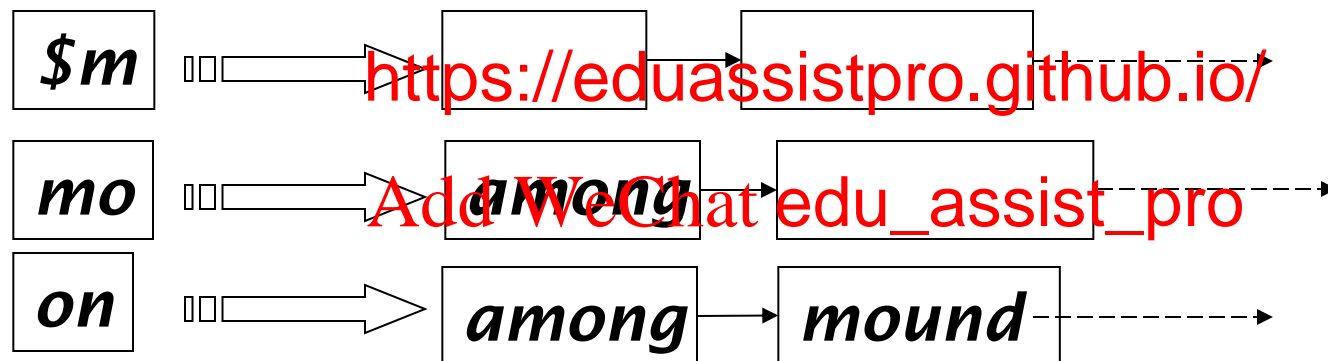 $m
https://eduassistpro.github.io/
mo among
Add WeChat edu_assist_pro
on among mound